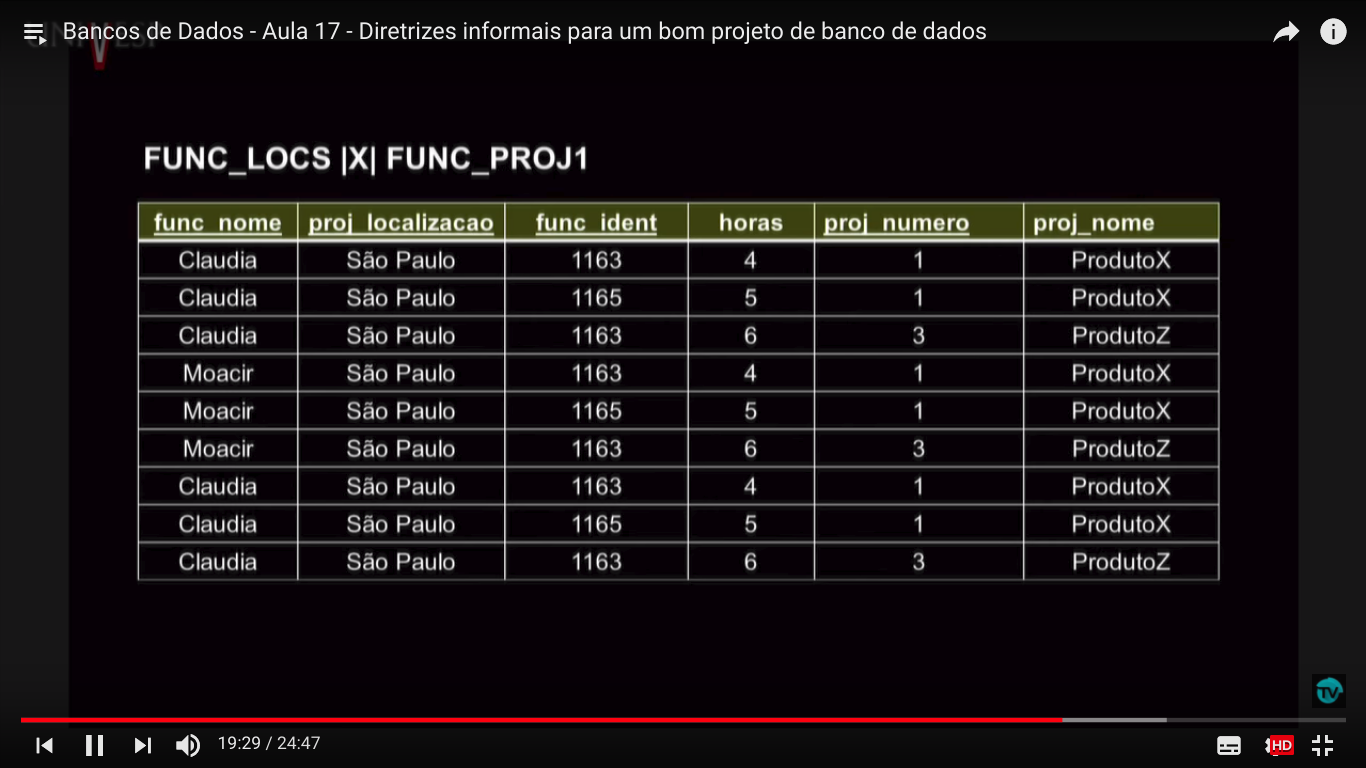 Bancos de Dados - Aula 17 - Diretrizes informais para um bom projeto de banco de dados
FUNC_LOCS |X| FUNC_PROJ1
func_nome proj_localizacao func_ident horas proj_numero proj_nome
Claudia São Paulo 1163 4 1 ProdutoX
Claudia São Paulo 1165 5 1 ProdutoX
Claudia São Paulo 1163 6 3 ProdutoZ
Moacir São Paulo 1163 4 1 ProdutoX
Moacir São Paulo 1165 5 1 ProdutoX
Moacir São Paulo 1163 6 3 ProdutoZ
Claudia São Paulo 1163 4 1 ProdutoX
Claudia São Paulo 1165 5 1 ProdutoX
Claudia São Paulo 1163 6 3 ProdutoZ
TV
19:29 / 24:47
HD